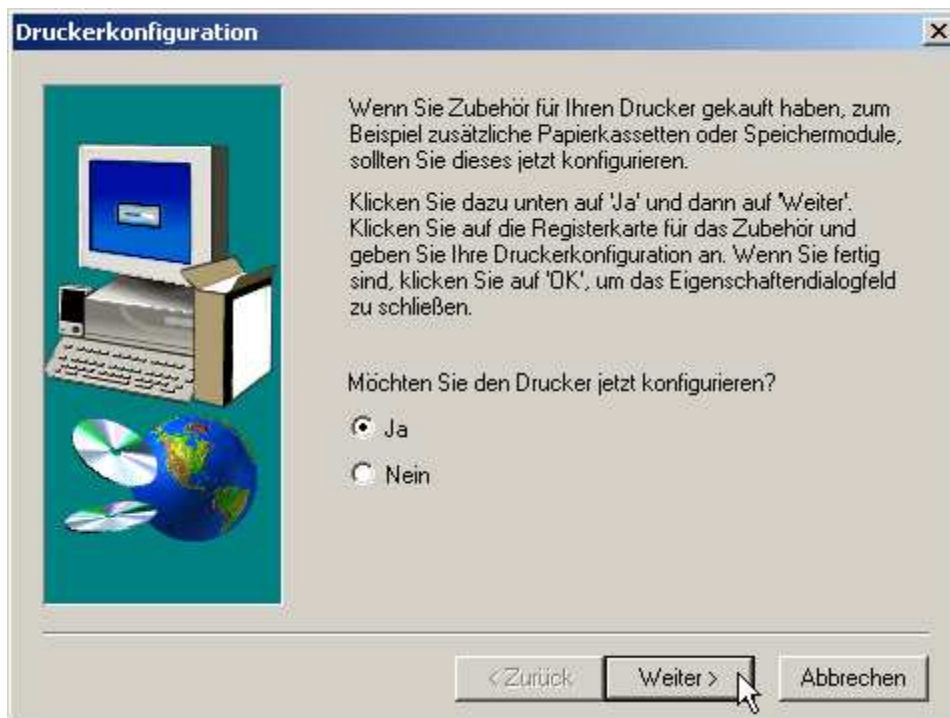 Druckerkonfiguration
Wenn Sie Zubehör für Ihren Drucker gekauft haben, zum
Beispiel zusätzliche Papierkassetten oder Speichermodule,
sollten Sie dieses jetzt konfigurieren.
Klicken Sie dazu unten auf 'Ja' und dann auf 'Weiter'.
Klicken Sie auf die Registerkarte für das Zubehör und
geben Sie Ihre Druckerkonfiguration an. Wenn Sie fertig
sind, klicken Sie auf 'OK', um das Eigenschaftendialogfeld
zu schließen.
Möchten Sie den Drucker jetzt konfigurieren?
Ja
Nein
< Zurück
Weiter >
Abbrechen